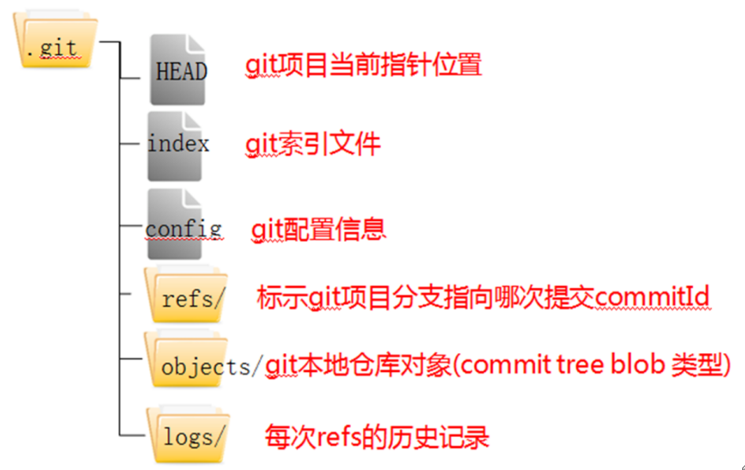 .git
HEAD git项目当前指针位置
index git索引文件
config git配置信息
refs/ 标示git项目分支指向哪次提交commitId
objects/git本地仓库对象(commit tree blob 类型)
logs/ 每次refs的历史记录